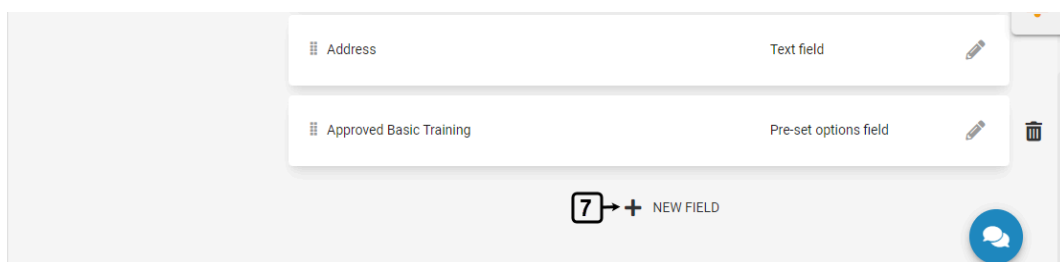 Address Text field
Approved Basic Training Pre-set options field
7 NEW FIELD